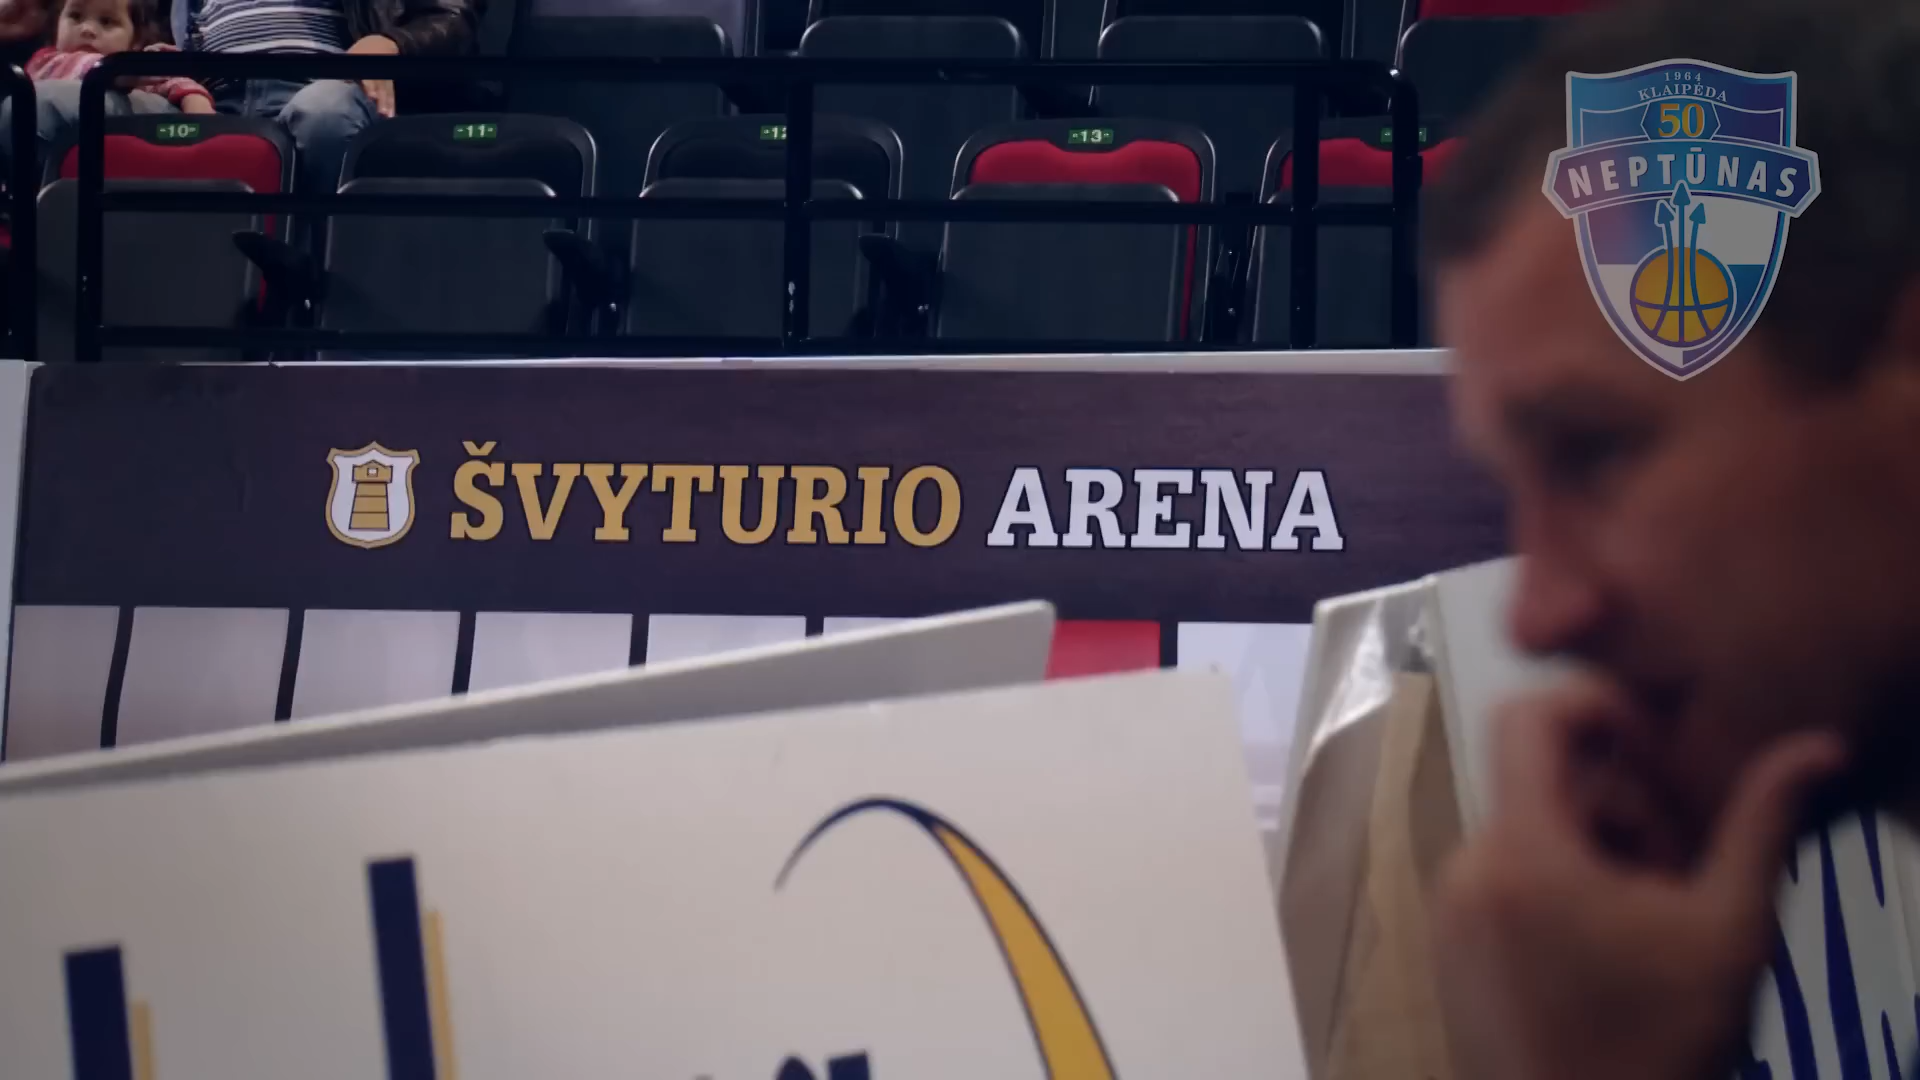 -10-
-11-
-13-
1964
KLAIPĖDA
50
NEPTŪNAS
ŠVYTURIO ARENA